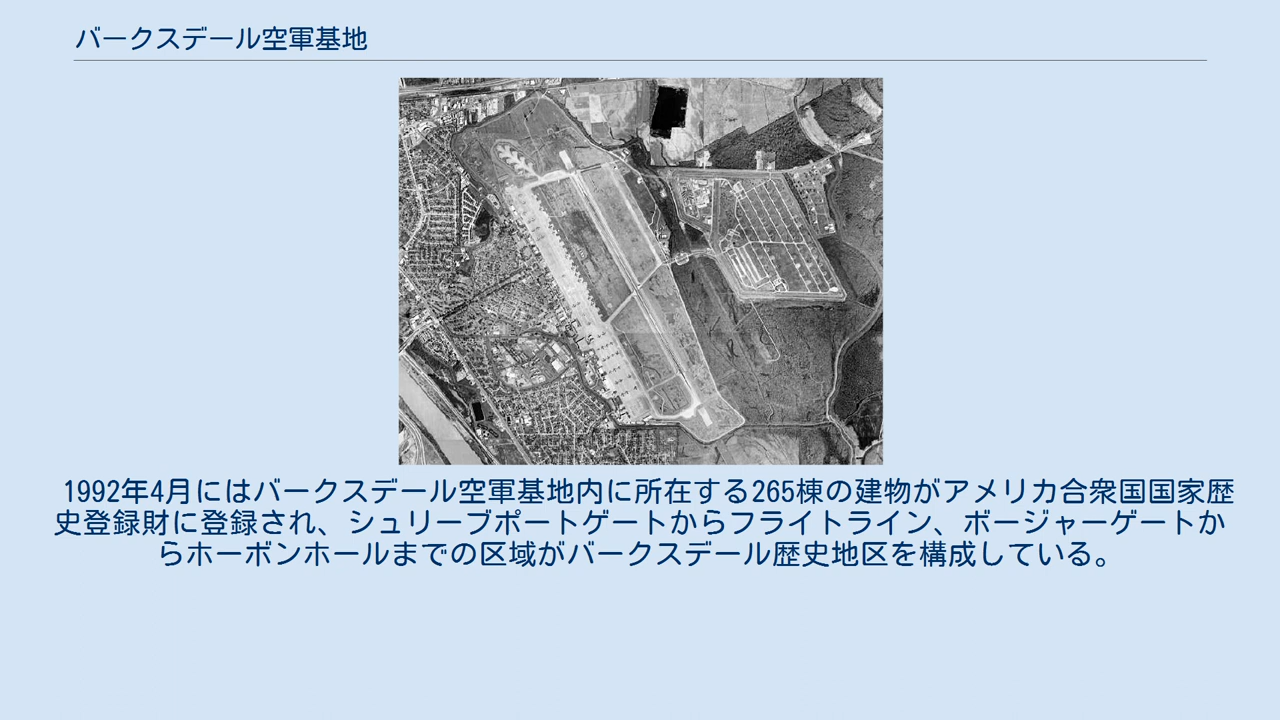 バークスデール空軍基地
1992年4月にはバークスデール空軍基地内に所在する265棟の建物がアメリカ合衆国国家歴
史登録財に登録され、シュリーブポートゲートからフライトライン、ボージャーゲートか
らホーボンホールまでの区域がバークスデール歴史地区を構成している。